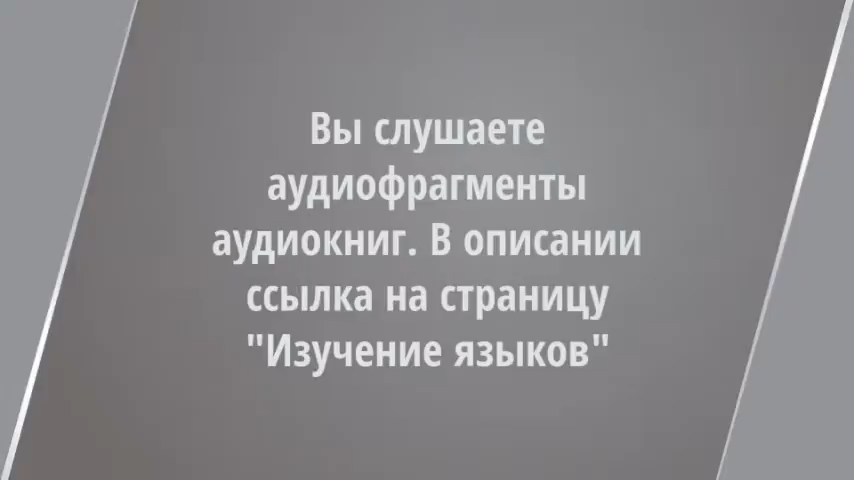 Вы слушаете
аудиофрагменты
аудиокниг. В описании
ссылка на страницу
"Изучение языков"